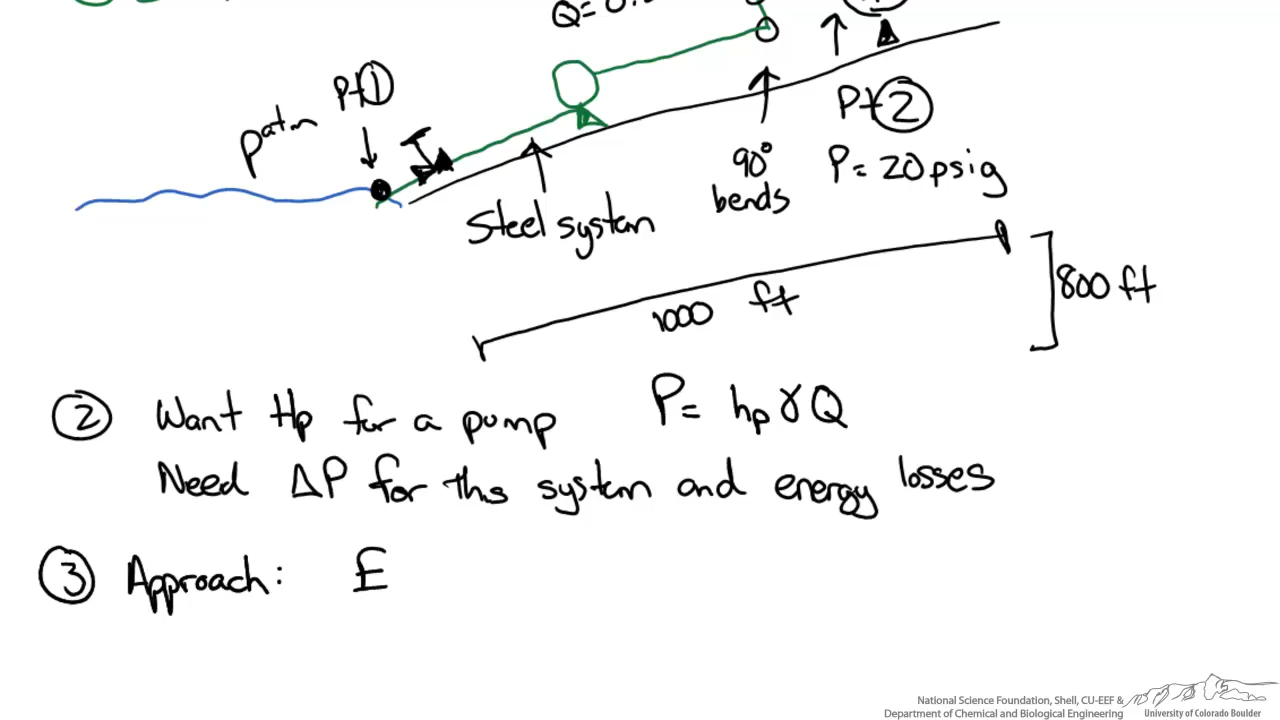 Q= 0.
Pt ①
Patm
Pt ②
P= 20 psig
90°
bends
Steel system
1000 ft
800 ft
② Want Hp for a pump P= hp γ Q
Need ΔP for this system and energy losses
③ Approach: E
National Science Foundation, Shell, CU-EEF &
Department of Chemical and Biological Engineering
University of Colorado Boulder